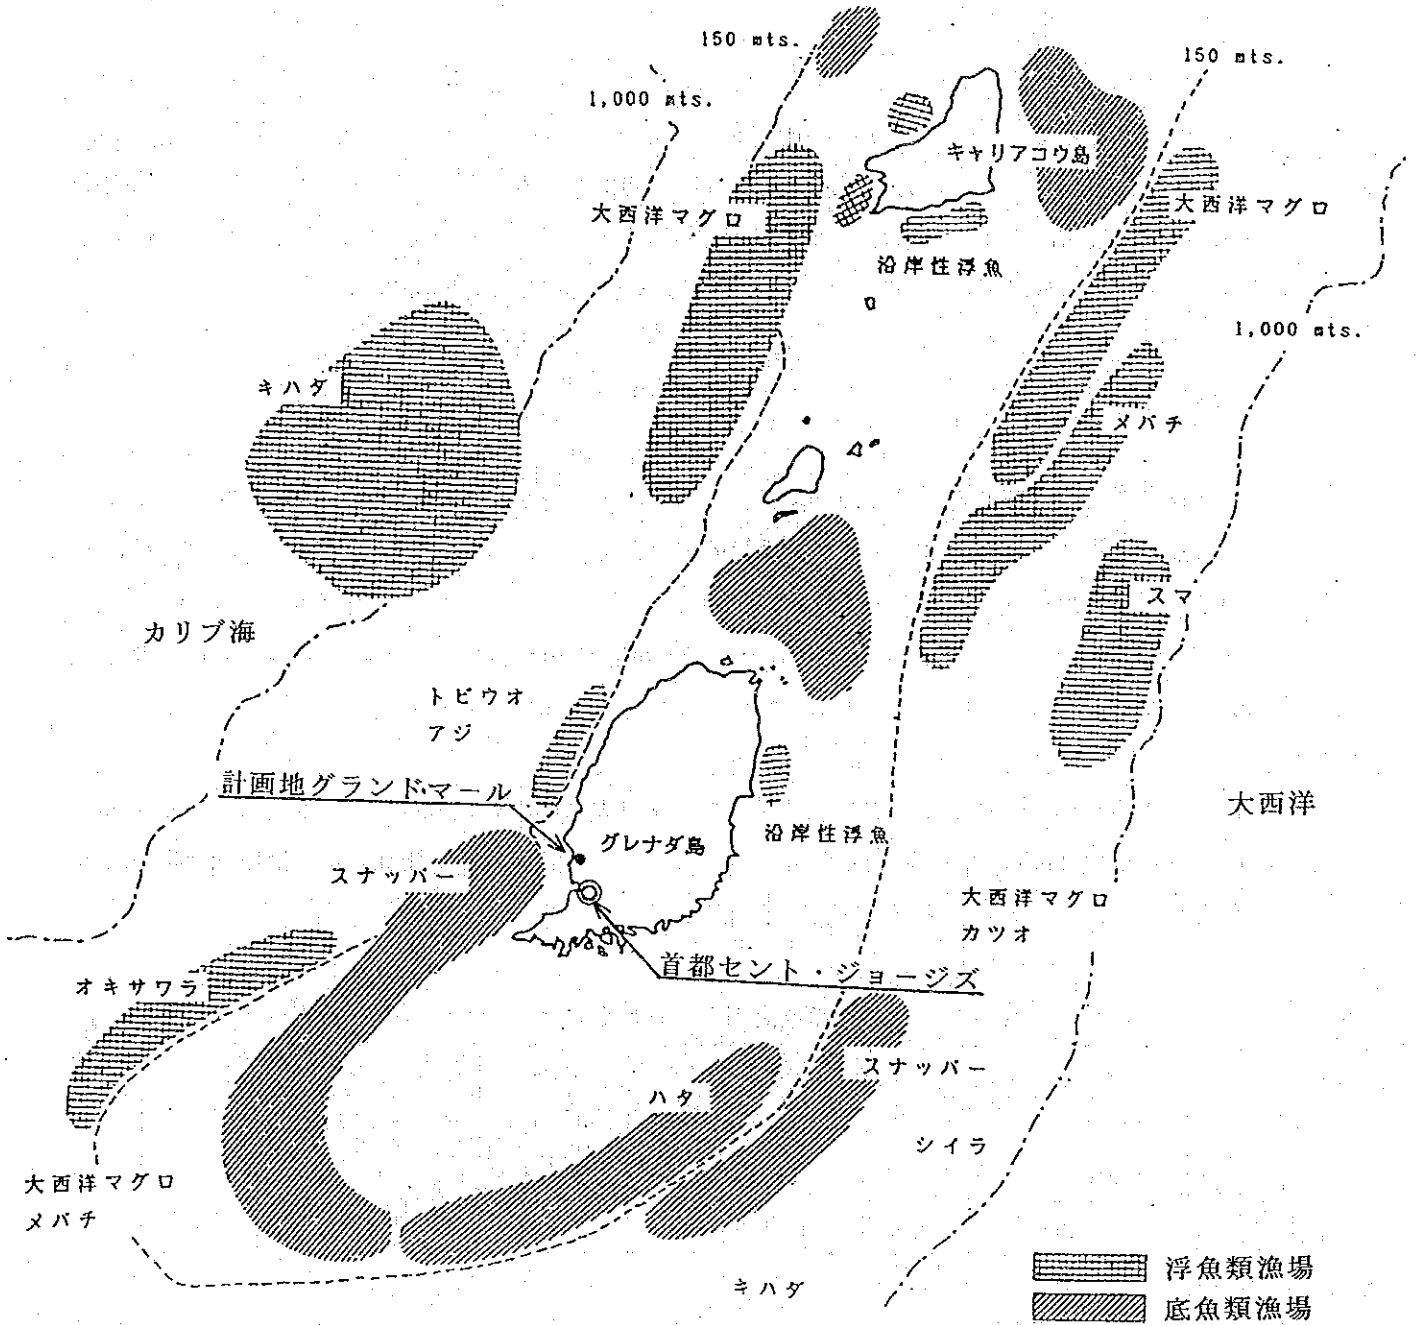 150 mts.
150 mts.
1,000 mts.
キャリアコウ島
大西洋マグロ
大西洋マグロ
沿岸性浮魚
1,000 mts.
キハダ
メバチ
スマ
カリブ海
トビウオ
アジ
計画地グランド・マール
大西洋
沿岸性浮魚
グレナダ島
スナッパー
大西洋マグロ
カツオ
首都セント・ジョージズ
オキサワラ
スナッパー
ハタ
シイラ
大西洋マグロ
メバチ
キハダ
浮魚類漁場
底魚類漁場